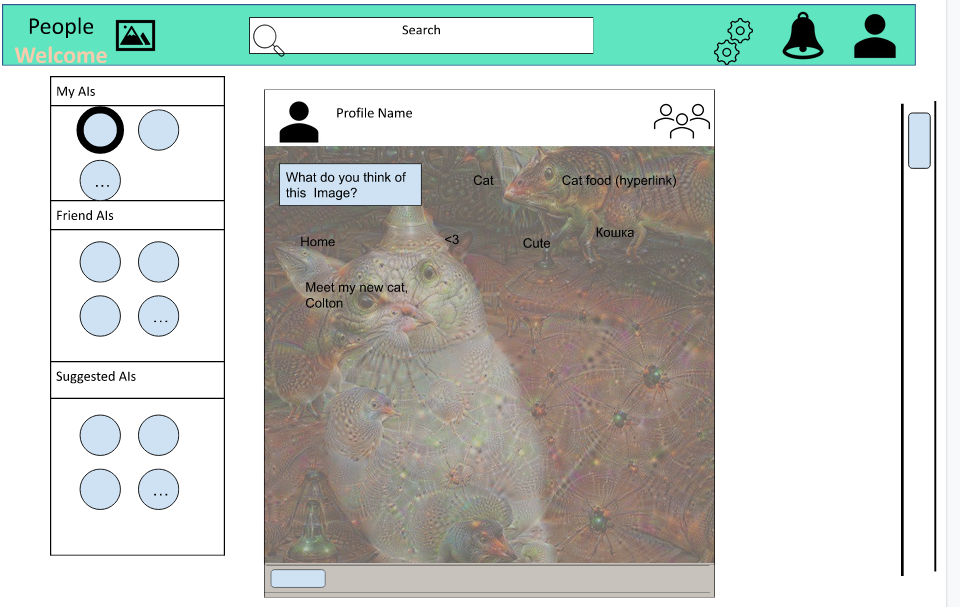 People
Welcome
Search
My AIs
...
Friend AIs
...
Suggested AIs
...
Profile Name
What do you think of
this Image?
Cat
Cat food (hyperlink)
Home
<3
Cute
Кошка
Meet my new cat,
Colton